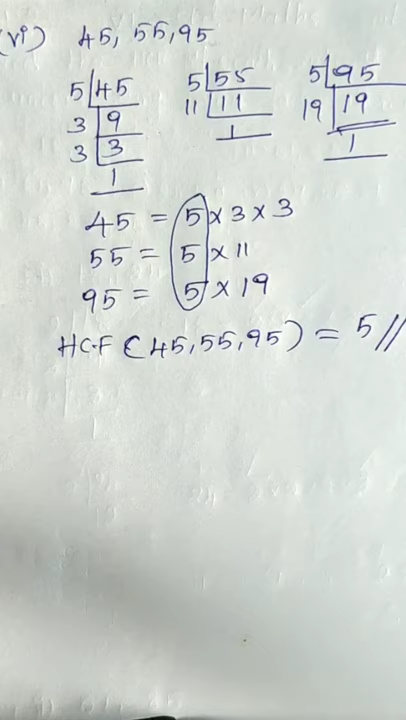 (vi) 45, 55, 95
5 45 5 55 5 95
3 9 11 11 19 19
3 3 1 1
1
45 = 5 × 3 × 3
55 = 5 × 11
95 = 5 × 19
H.C.F (45, 55, 95) = 5 //